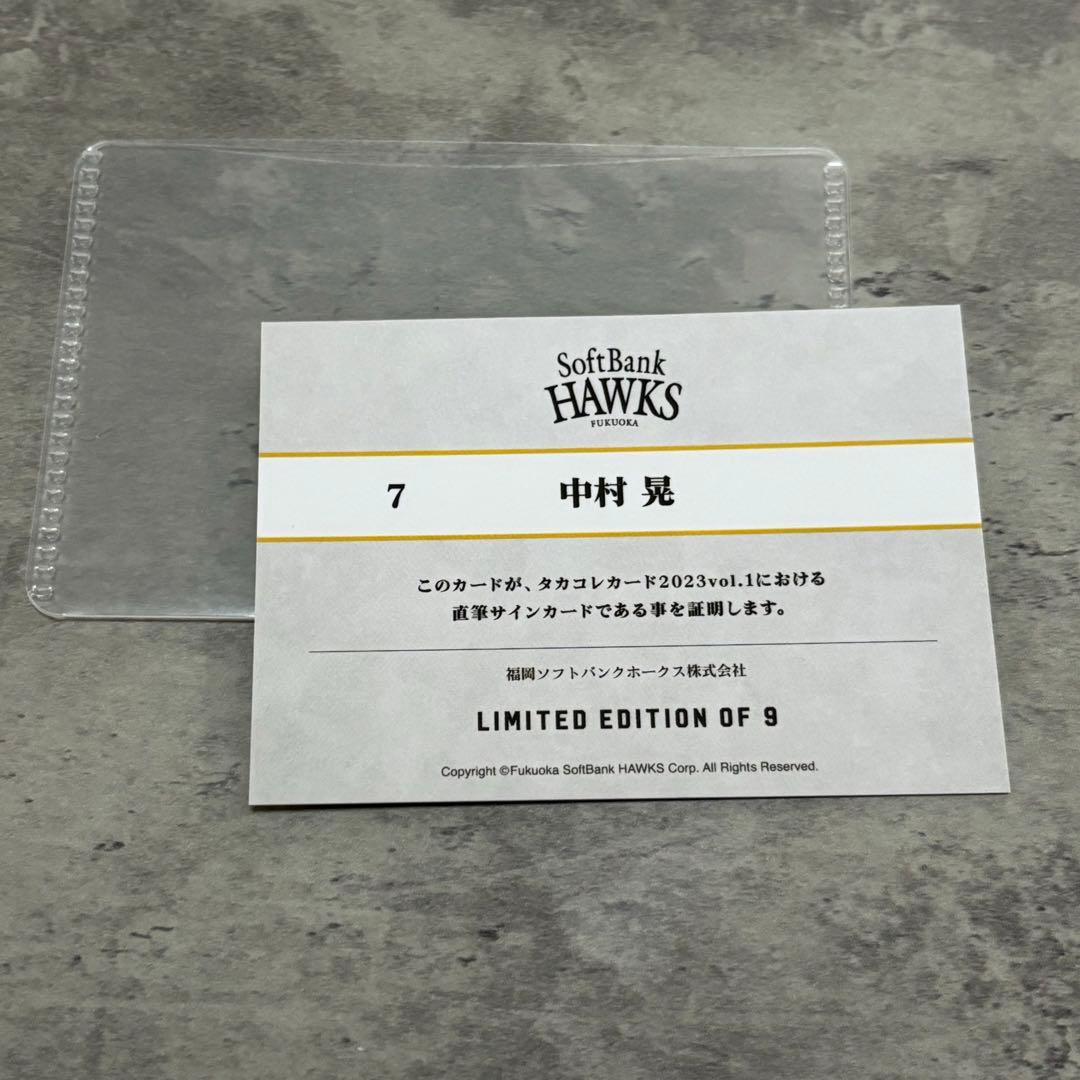 SoftBank
HAWKS
FUKUOKA
7 中村 晃
このカードが、タカコレカード2023vol.1における
直筆サインカードである事を証明します。
福岡ソフトバンクホークス株式会社
LIMITED EDITION OF 9
Copyright ©Fukuoka SoftBank HAWKS Corp. All Rights Reserved.